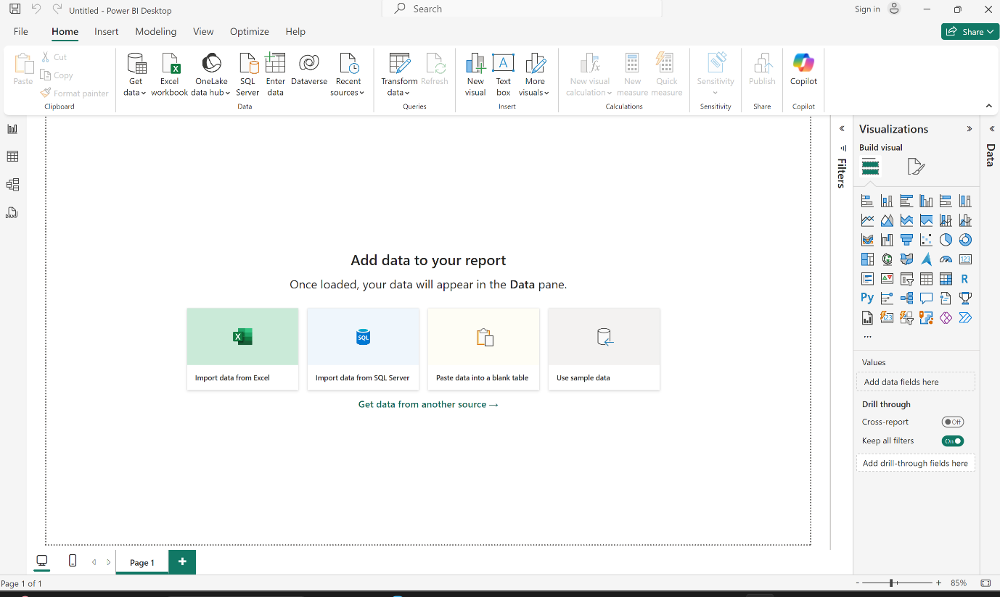 Untitled - Power BI Desktop
Search
Sign in
File Home Insert Modeling View Optimize Help
Share
Paste
Cut
Copy
Format painter
Clipboard
Get data
Excel workbook
OneLake data hub
SQL Server
Enter data
Dataverse
Recent sources
Data
Transform data
Refresh
Queries
New visual
Text box
More visuals
Insert
New visual calculation
New measure
Quick measure
Calculations
Sensitivity
Sensitivity
Publish
Share
Copilot
Copilot
Filters
Visualizations
Data
Build visual
Add data to your report
Once loaded, your data will appear in the Data pane.
SQL
Import data from Excel
Import data from SQL Server
Paste data into a blank table
Use sample data
Get data from another source →
DAX
123
R
Py
123
...
Values
Add data fields here
Drill through
Cross-report Off
Keep all filters On
Add drill-through fields here
Page 1
Page 1 of 1
- + 85%